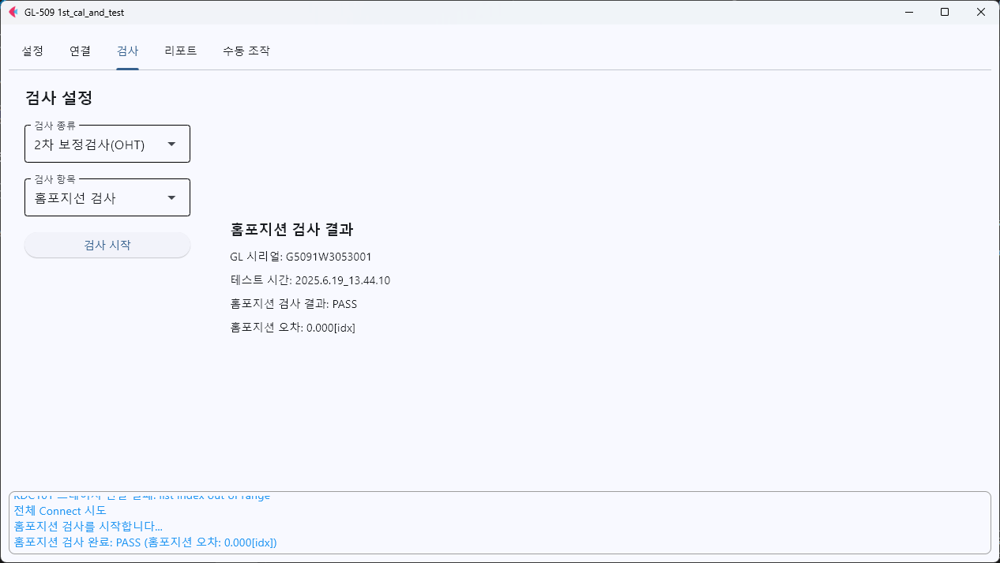 GL-509 1st_cal_and_test
설정 연결 검사 리포트 수동 조작
검사 설정
검사 종류
2차 보정검사(OHT)
검사 항목
홈포지션 검사
검사 시작
홈포지션 검사 결과
GL 시리얼: G5091W3053001
테스트 시간: 2025.6.19_13.44.10
홈포지션 검사 결과: PASS
홈포지션 오차: 0.000[idx]
list index out of range
전체 Connect 시도
홈포지션 검사를 시작합니다...
홈포지션 검사 완료: PASS (홈포지션 오차: 0.000[idx])